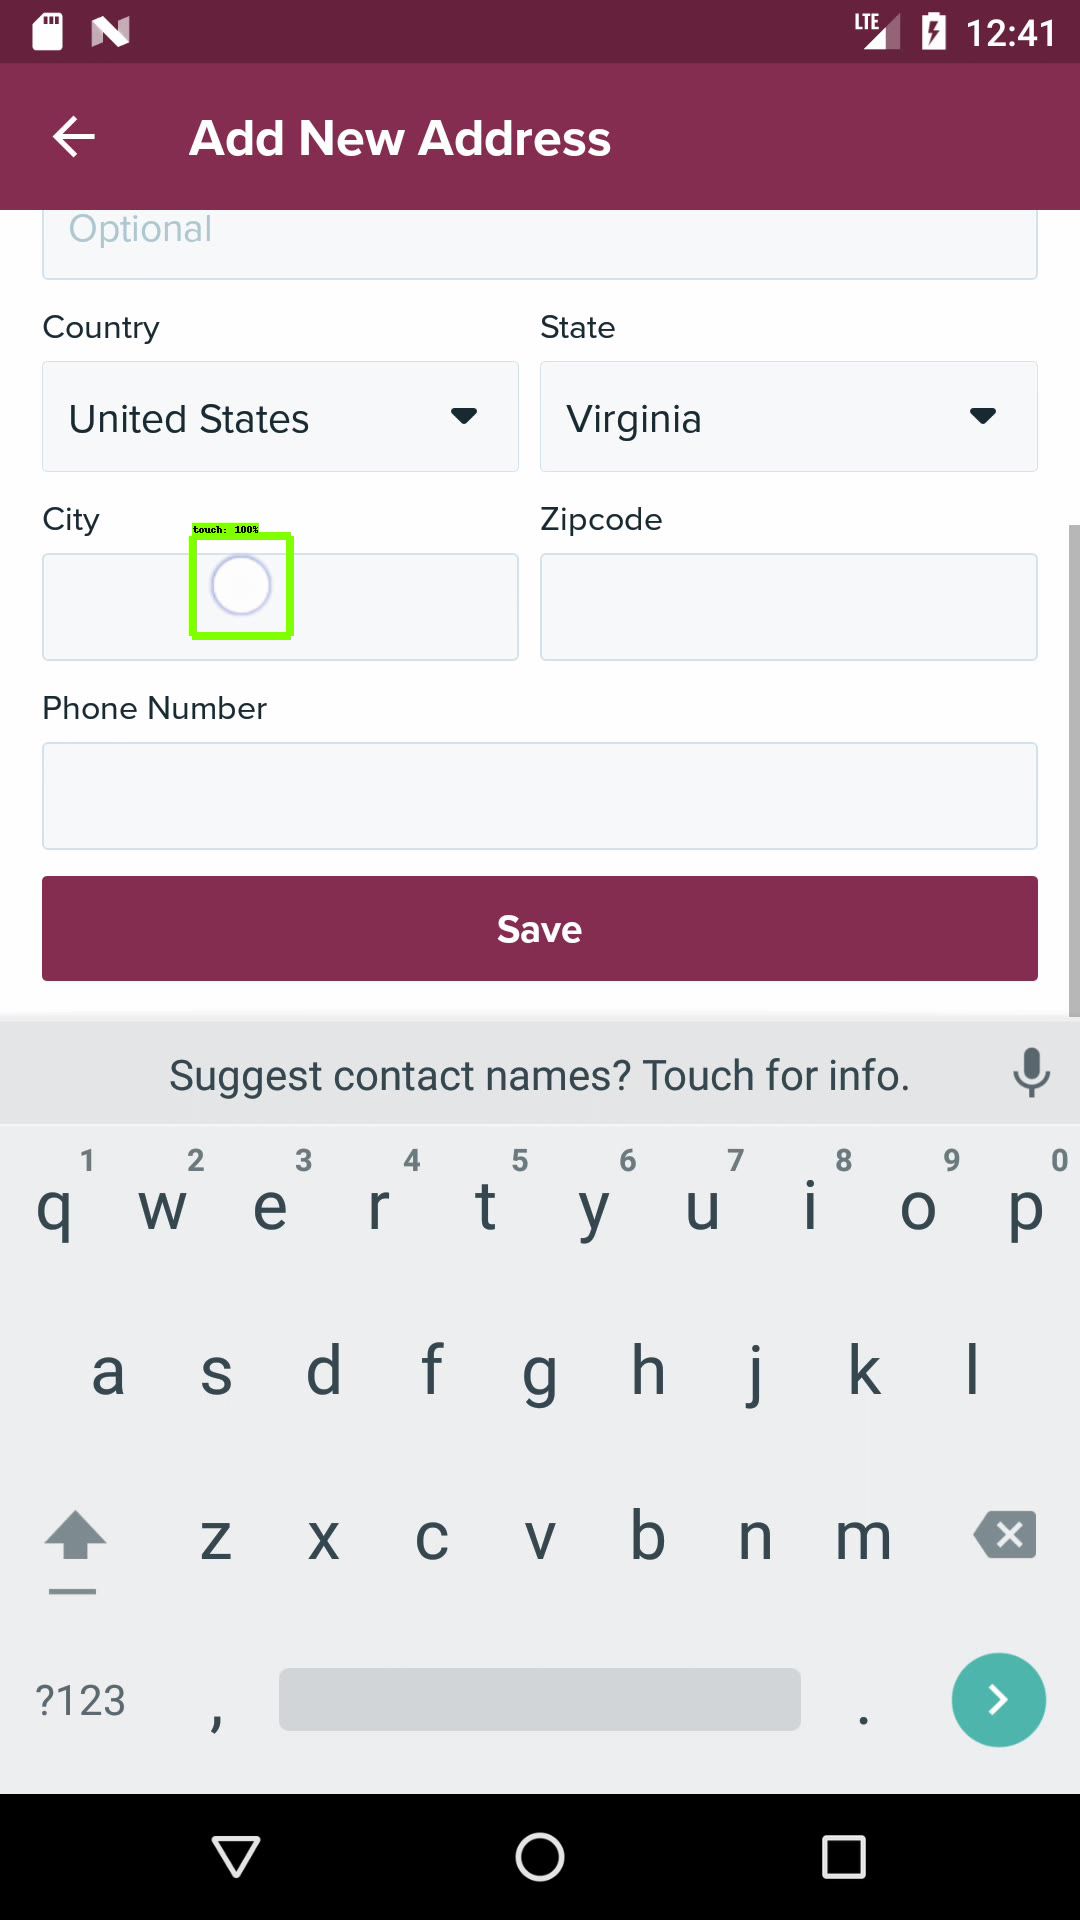 LTE 12:41
Add New Address
Optional
Country State
United States Virginia
City Zipcode
touch: 100%
Phone Number
Save
Suggest contact names? Touch for info.
1 2 3 4 5 6 7 8 9 0
q w e r t y u i o p
a s d f g h j k l
z x c v b n m
?123 , .